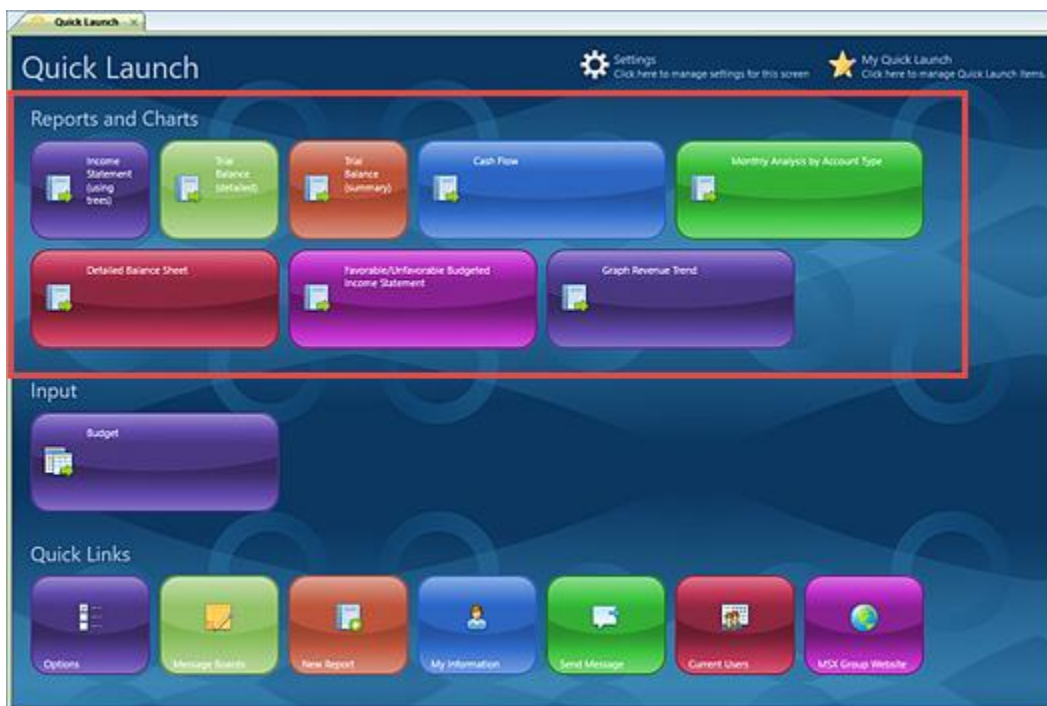 Quick Launch
Quick Launch
Settings
Click here to manage settings for this screen
My Quick Launch
Click here to manage Quick Launch Items.
Reports and Charts
Income
Statement
(using
trees)
Trial
Balance
(detailed)
Trial
Balance
(summary)
Cash Flow
Monthly Analysis by Account Type
Detailed Balance Sheet
Favorable/Unfavorable Budgeted
Income Statement
Graph Revenue Trend
Input
Budget
Quick Links
Options
Message Boards
New Report
My Information
Send Message
Current Users
MSX Group Website